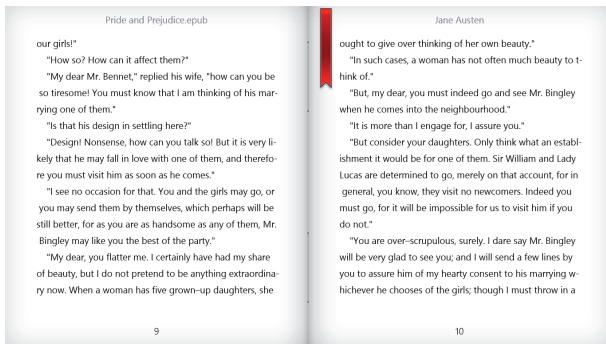 Pride and Prejudice.epub
our girls!"
"How so? How can it affect them?"
"My dear Mr. Bennet," replied his wife, "how can you be
so tiresome! You must know that I am thinking of his mar-
rying one of them."
"Is that his design in settling here?"
"Design! Nonsense, how can you talk so! But it is very li-
kely that he may fall in love with one of them, and therefo-
re you must visit him as soon as he comes."
"I see no occasion for that. You and the girls may go, or
you may send them by themselves, which perhaps will be
still better, for as you are as handsome as any of them, Mr.
Bingley may like you the best of the party."
"My dear, you flatter me. I certainly have had my share
of beauty, but I do not pretend to be anything extraordina-
ry now. When a woman has five grown–up daughters, she
9
Jane Austen
ought to give over thinking of her own beauty."
"In such cases, a woman has not often much beauty to t-
hink of."
"But, my dear, you must indeed go and see Mr. Bingley
when he comes into the neighbourhood."
"It is more than I engage for, I assure you."
"But consider your daughters. Only think what an establ-
ishment it would be for one of them. Sir William and Lady
Lucas are determined to go, merely on that account, for in
general, you know, they visit no newcomers. Indeed you
must go, for it will be impossible for us to visit him if you
do not."
"You are over–scrupulous, surely. I dare say Mr. Bingley
will be very glad to see you; and I will send a few lines by
you to assure him of my hearty consent to his marrying w-
hichever he chooses of the girls; though I must throw in a
10